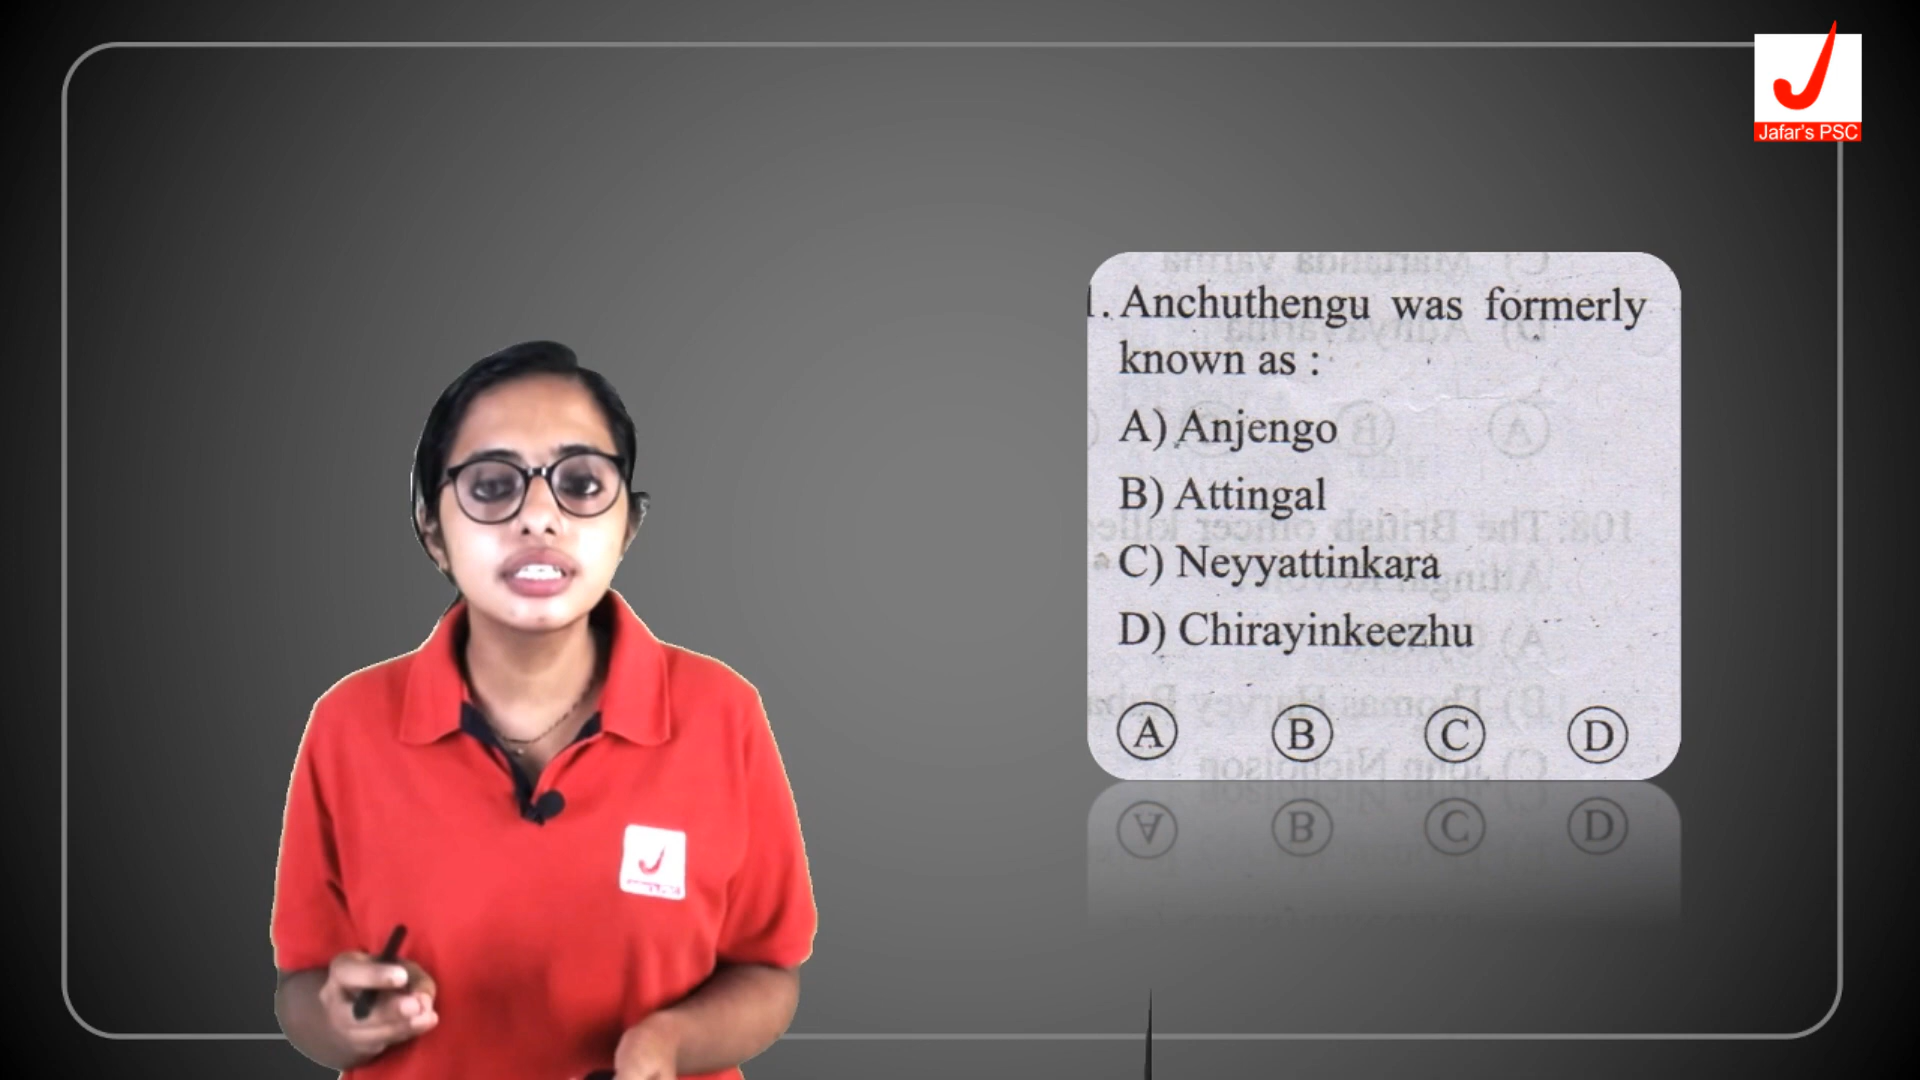 Jafar's PSC
1. Anchuthengu was formerly
known as :
A) Anjengo
B) Attingal
C) Neyyattinkara
D) Chirayinkeezhu
A B C D